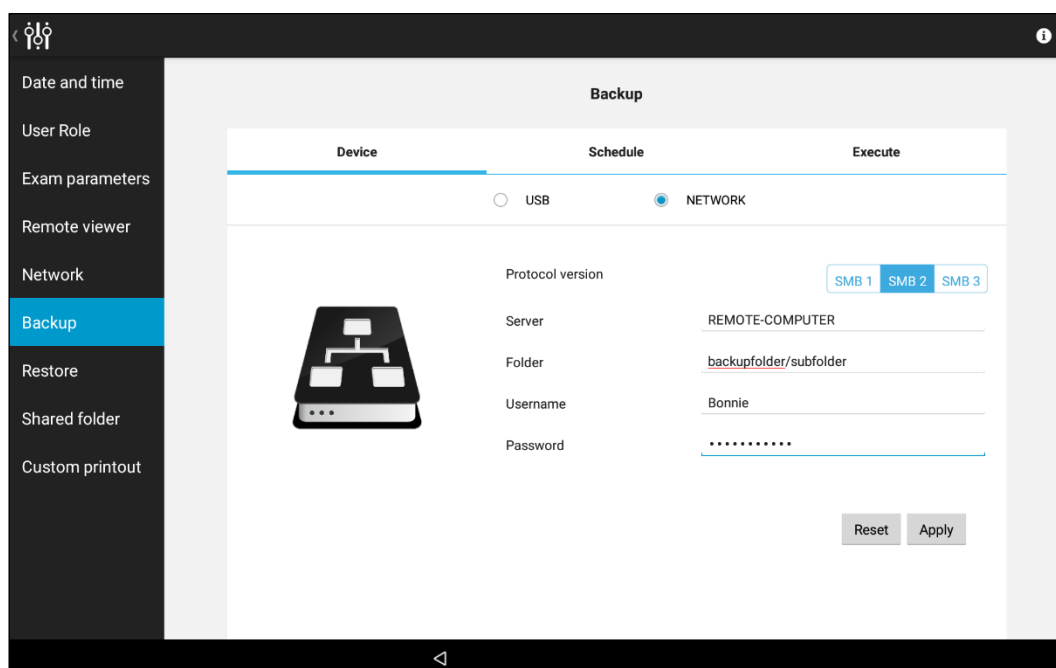 Date and time
User Role
Exam parameters
Remote viewer
Network
Backup
Restore
Shared folder
Custom printout
Backup
Device Schedule Execute
USB NETWORK
Protocol version SMB 1 SMB 2 SMB 3
Server REMOTE-COMPUTER
Folder backupfolder/subfolder
Username Bonnie
Password •••••••••••
Reset Apply